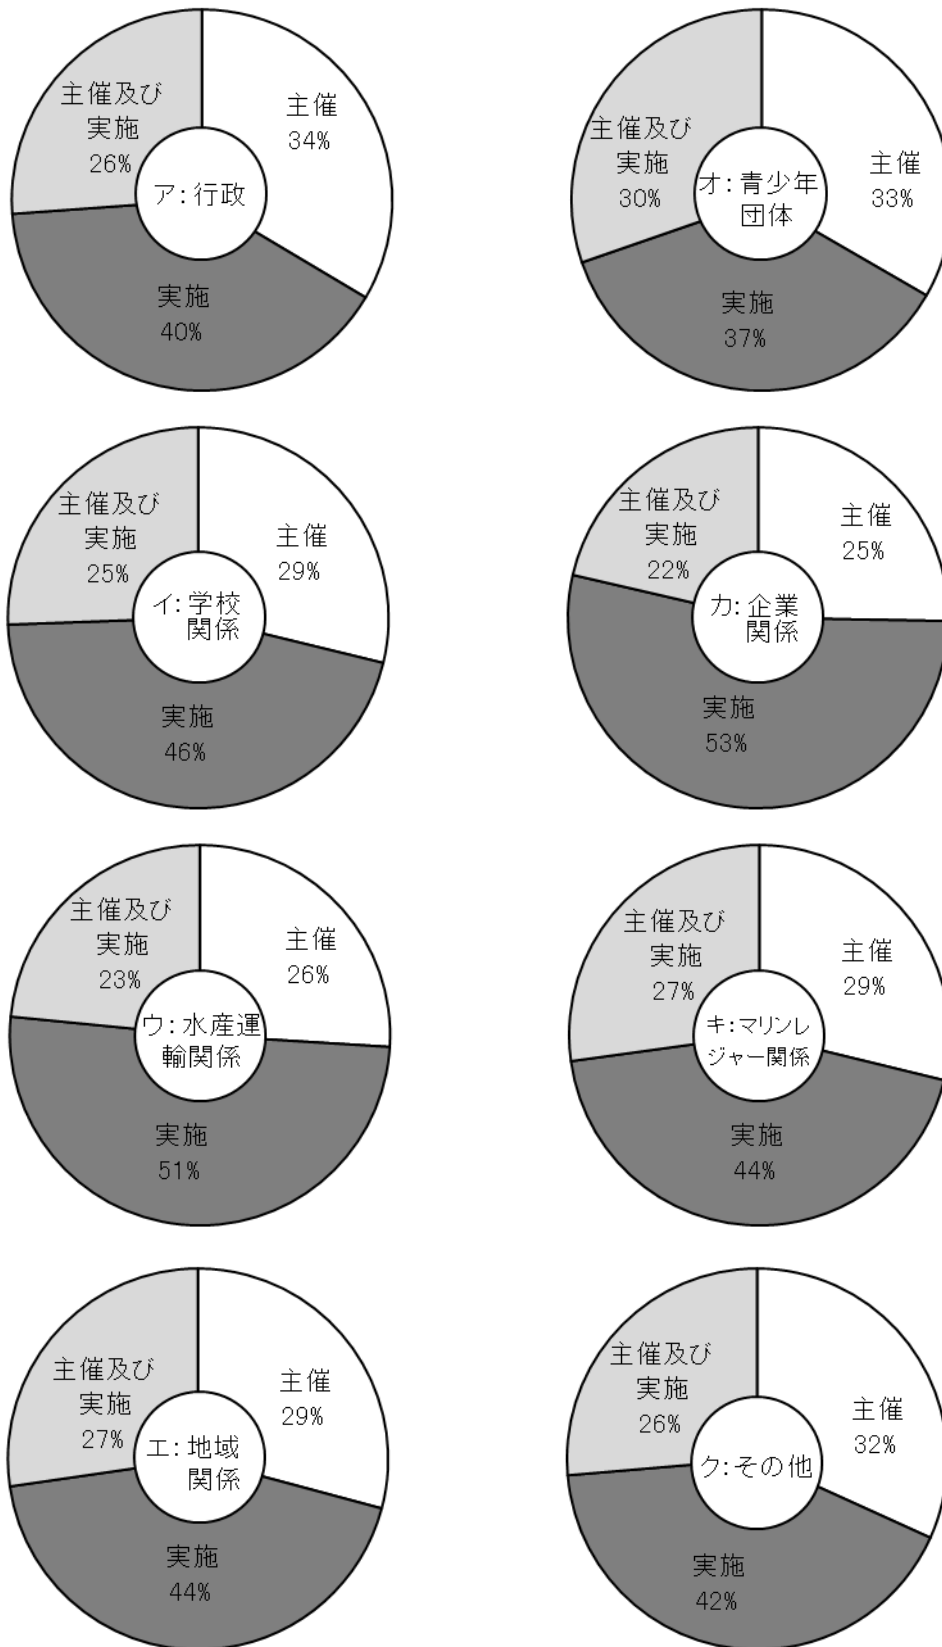 主催及び
実施
26%
主催
34%
ア:行政
実施
40%
主催及び
実施
30%
主催
33%
オ:青少年
団体
実施
37%
主催及び
実施
25%
主催
29%
イ:学校
関係
実施
46%
主催及び
実施
22%
主催
25%
カ:企業
関係
実施
53%
主催及び
実施
23%
主催
26%
ウ:水産運
輸関係
実施
51%
主催及び
実施
27%
主催
29%
キ:マリンレ
ジャー関係
実施
44%
主催及び
実施
27%
主催
29%
エ:地域
関係
実施
44%
主催及び
実施
26%
主催
32%
ク:その他
実施
42%